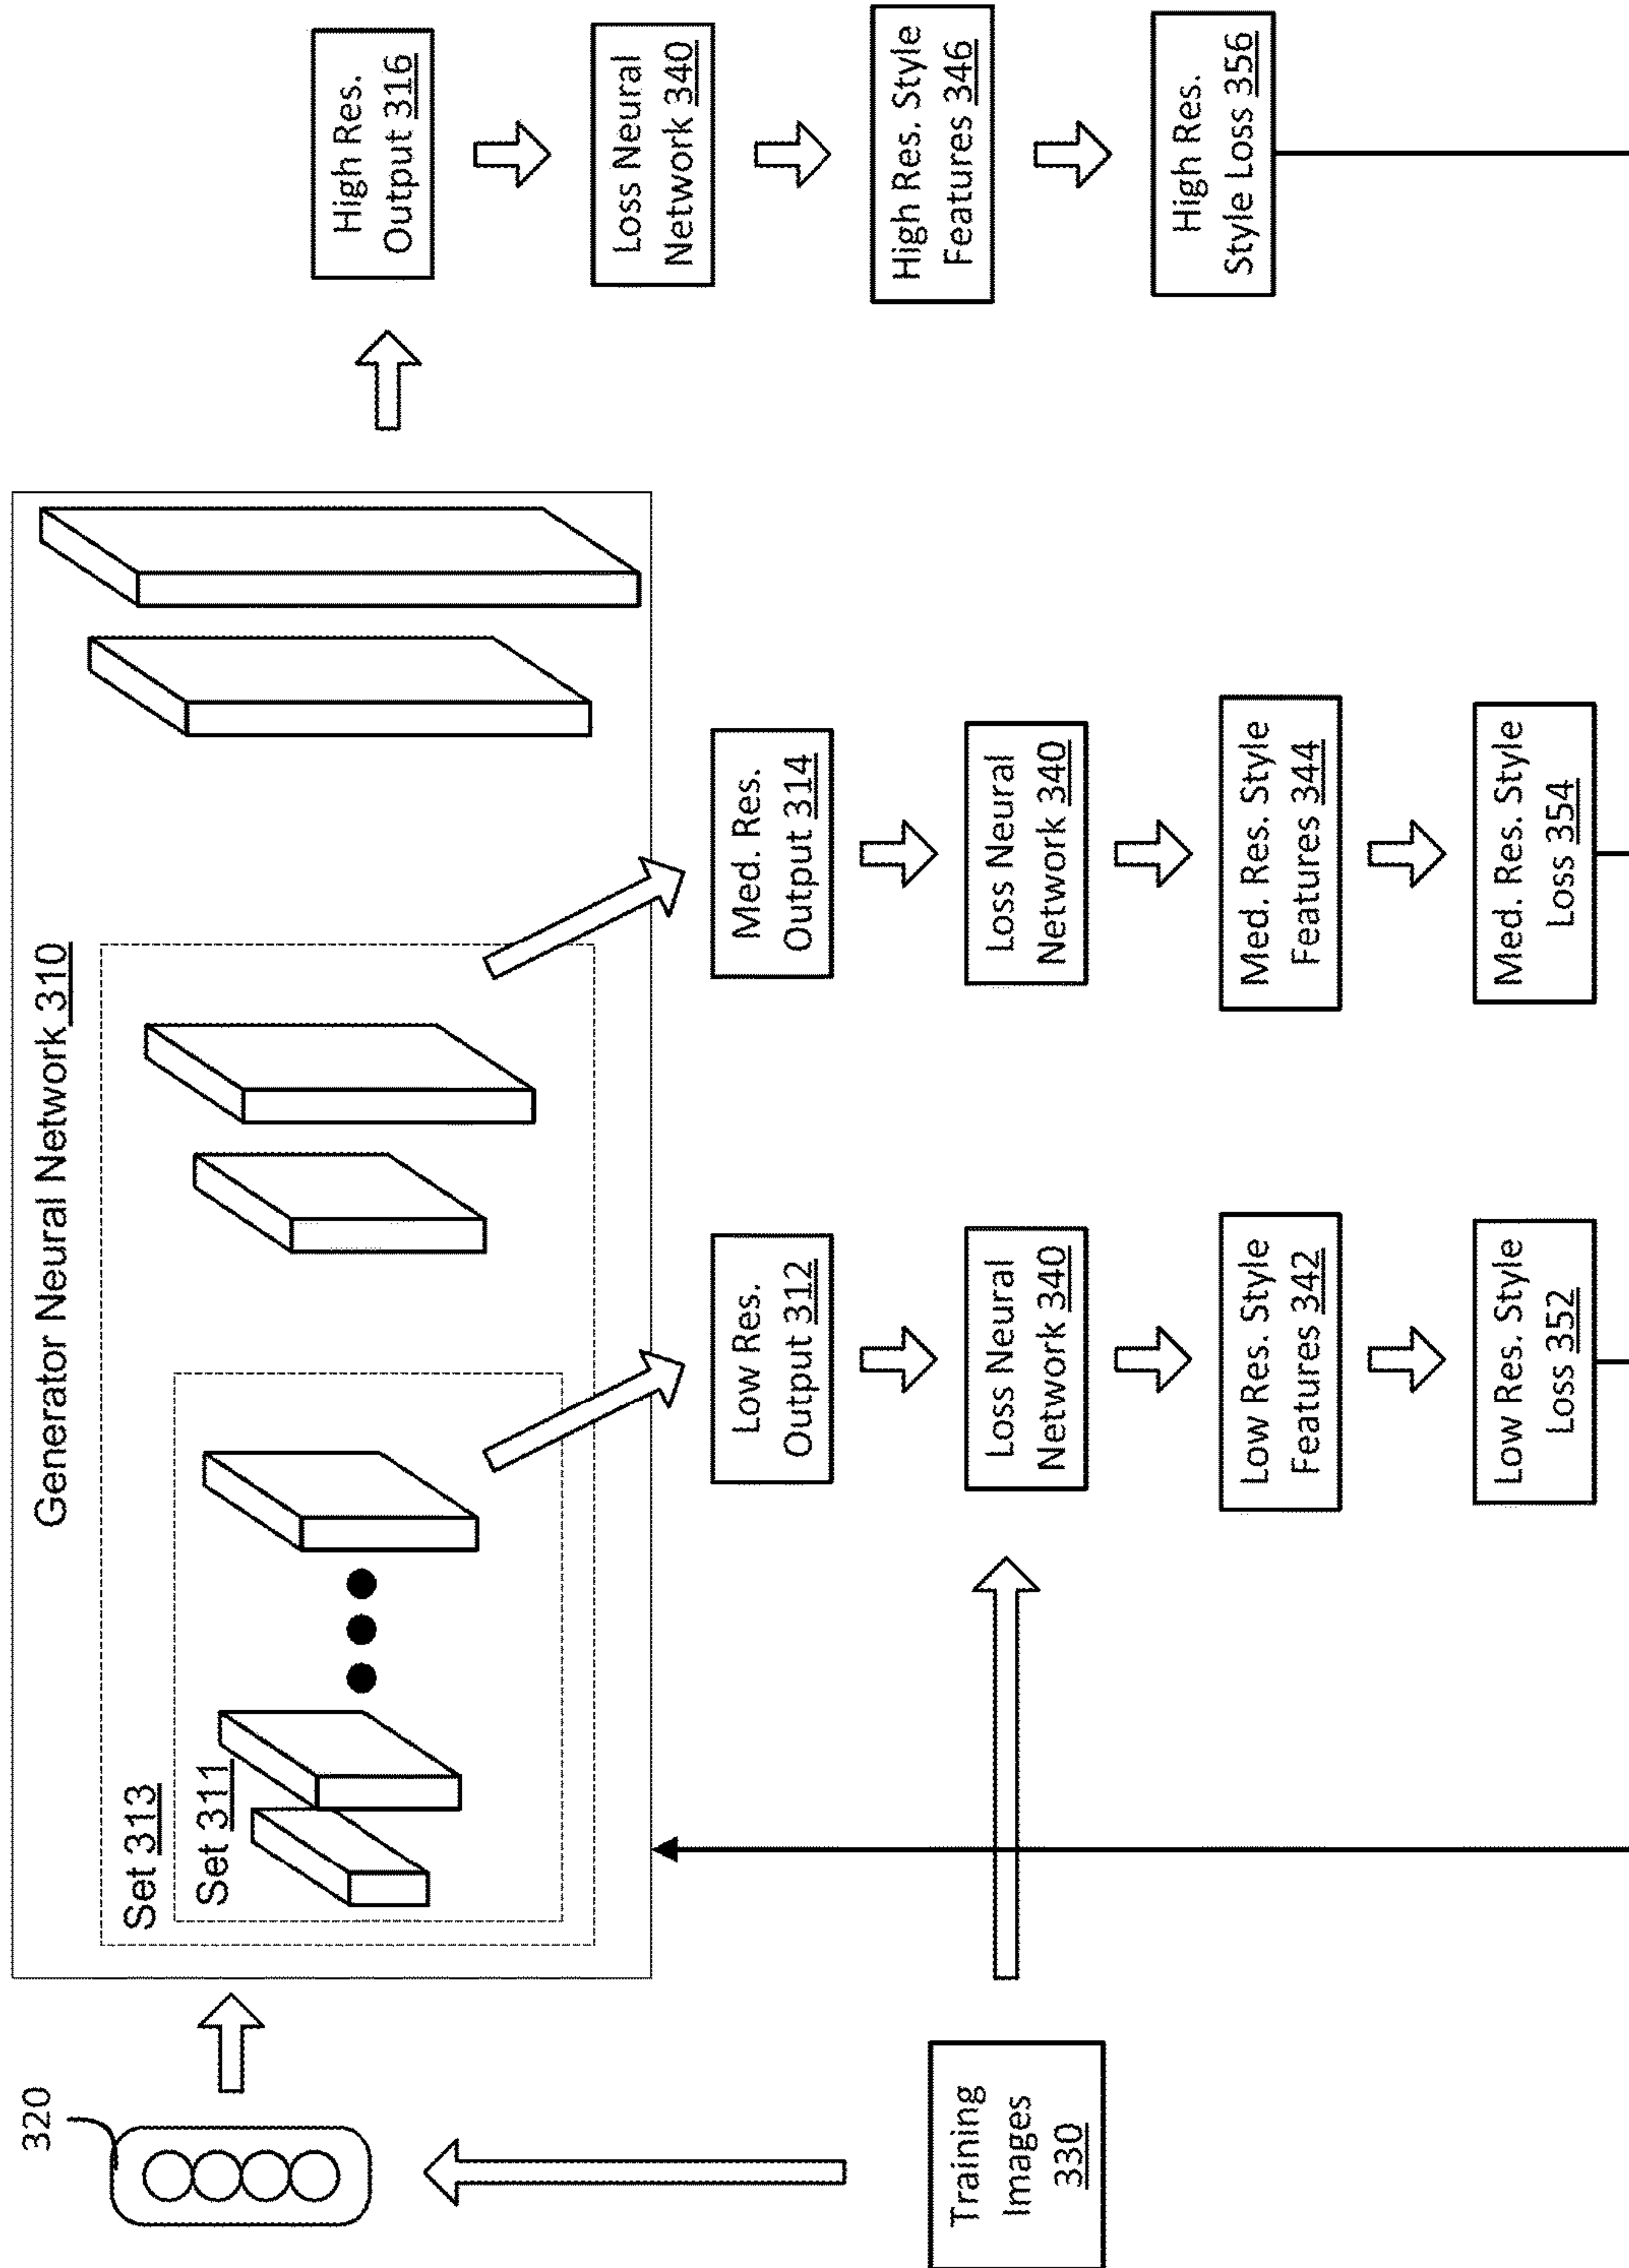 Generator Neural Network 310
Set 313
Set 311
320
Training
Images
330
Low Res.
Output 312
Loss Neural
Network 340
Low Res. Style
Features 342
Low Res. Style
Loss 352
Med. Res.
Output 314
Loss Neural
Network 340
Med. Res. Style
Features 344
Med. Res. Style
Loss 354
High Res.
Output 316
Loss Neural
Network 340
High Res. Style
Features 346
High Res.
Style Loss 356